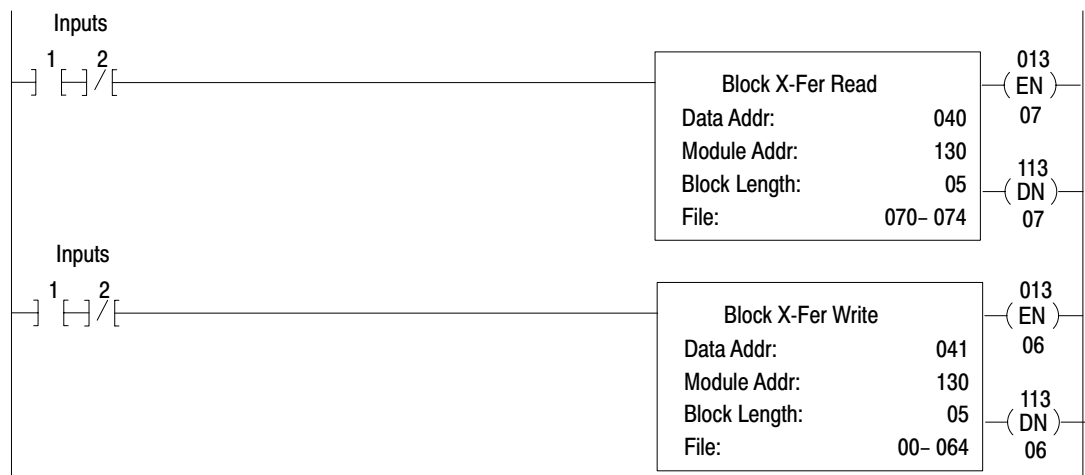 Inputs
1 2
Block X-Fer Read
Data Addr: 040
Module Addr: 130
Block Length: 05
File: 070– 074
013
EN
07
113
DN
07
Inputs
1 2
Block X-Fer Write
Data Addr: 041
Module Addr: 130
Block Length: 05
File: 00– 064
013
EN
06
113
DN
06